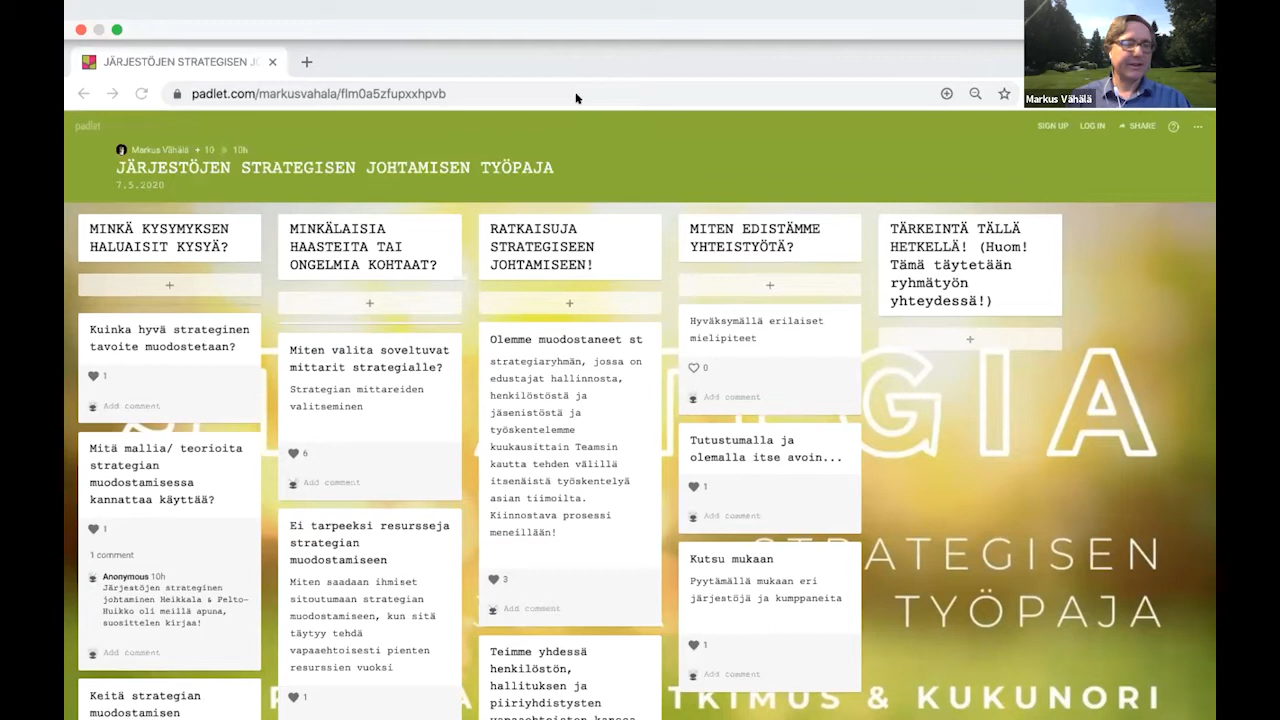 JÄRJESTÖJEN STRATEGISEN JO
padlet.com/markusvahala/flm0a5zfupxxhpvb
Markus Vähälä
padlet
SIGN UP
LOG IN
SHARE
Markus Vähälä + 10
10h
JÄRJESTÖJEN STRATEGISEN JOHTAMISEN TYÖPAJA
7.5.2020
MINKÄ KYSYMYKSEN
HALUAISIT KYSYÄ?
Kuinka hyvä strateginen
tavoite muodostetaan?
1
Add comment
Mitä mallia/ teorioita
strategian
muodostamisessa
kannattaa käyttää?
1
1 comment
Anonymous 10h
Järjestöjen strateginen
johtaminen Heikkala & Pelto-
Huikko oli meillä apuna,
suosittelen kirjaa!
Add comment
Keitä strategian
muodostamisen
MINKÄLAISIA
HAASTEITA TAI
ONGELMIA KOHTAAT?
Miten valita soveltuvat
mittarit strategialle?
Strategian mittareiden
valitseminen
6
Add comment
Ei tarpeeksi resursseja
strategian
muodostamiseen
Miten saadaan ihmiset
sitoutumaan strategian
muodostamiseen, kun sitä
täytyy tehdä
vapaaehtoisesti pienten
resurssien vuoksi
1
RATKAISUJA
STRATEGISEEN
JOHTAMISEEN!
Olemme muodostaneet st
strategiaryhmän, jossa on
edustajat hallinnosta,
henkilöstöstä ja
jäsenistöstä ja
työskentelemme
kuukausittain Teamsin
kautta tehden välillä
itsenäistä työskentelyä
asian tiimoilta.
Kiinnostava prosessi
meneillään!
3
Add comment
Teimme yhdessä
henkilöstön,
hallituksen ja
piiriyhdistysten
vapaaehtoisten kanssa
MITEN EDISTÄMME
YHTEISTYÖTÄ?
Hyväksymällä erilaiset
mielipiteet
0
Add comment
Tutustumalla ja
olemalla itse avoin...
1
Add comment
Kutsu mukaan
Pyytämällä mukaan eri
järjestöjä ja kumppaneita
1
Add comment
TÄRKEINTÄ TÄLLÄ
HETKELLÄ! (Huom!
Tämä täytetään
ryhmätyön
yhteydessä!)
GIA
STRATEGISEN
TYÖPAJA
TKIMUS & KUKUNORI